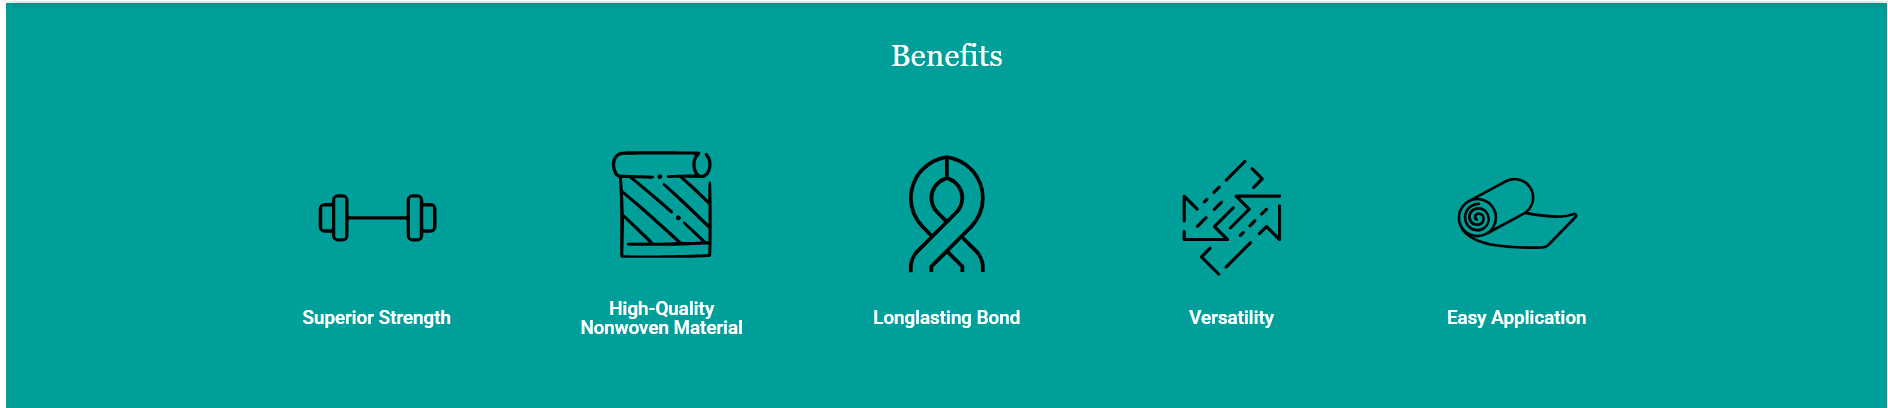 Benefits
Superior Strength
High-Quality
Nonwoven Material
Longlasting Bond
Versatility
Easy Application